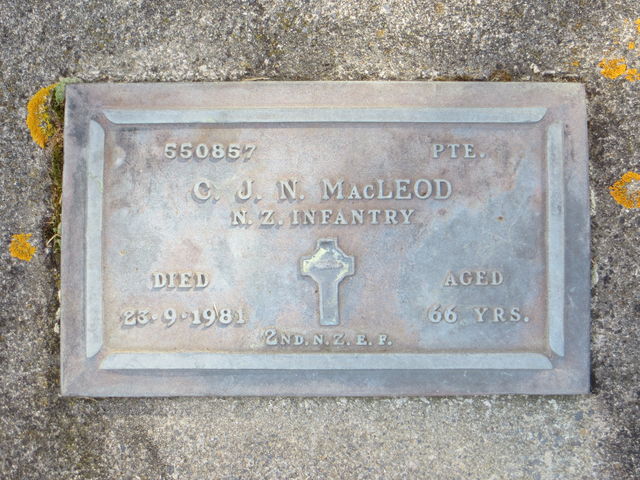 550857 PTE.
C. J. N. MacLEOD
N. Z. INFANTRY
DIED AGED
23·9·1981 66 YRS.
2ND. N. Z. E. F.